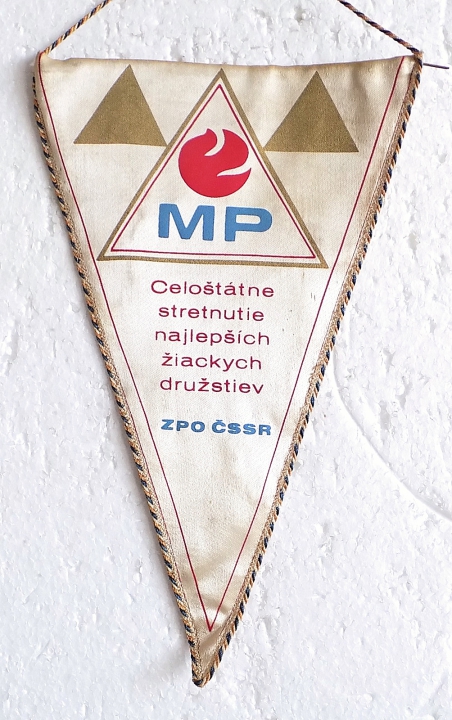 MP
Celoštátne
stretnutie
najlepších
žiackych
družstiev
ZPO ČSSR